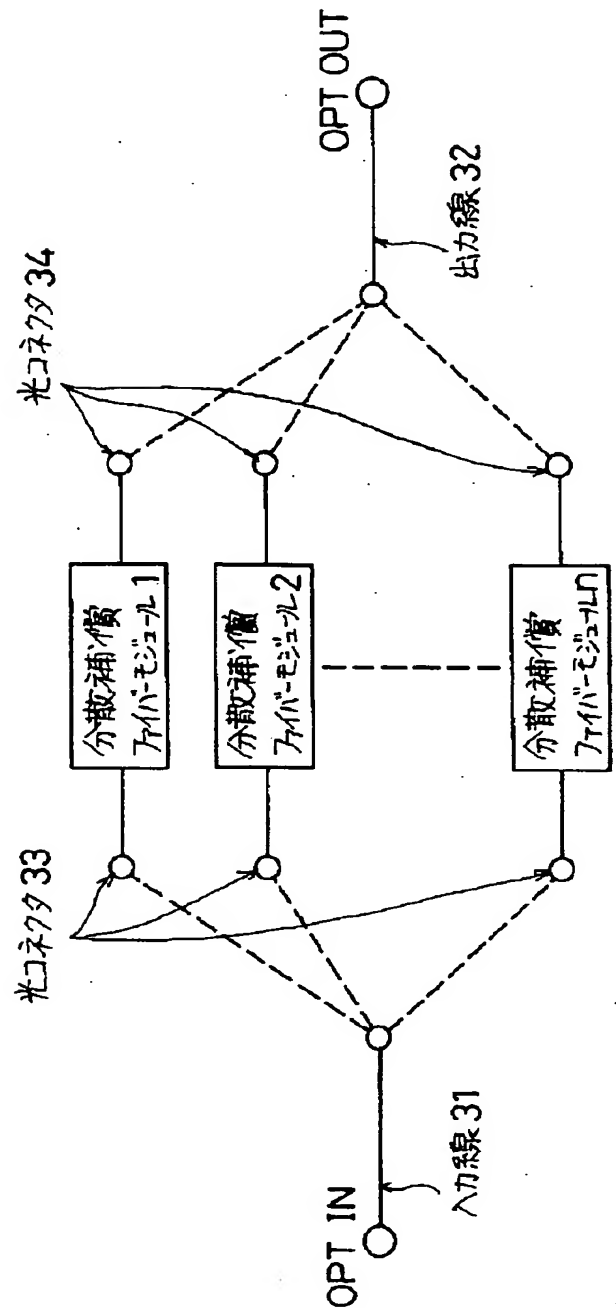 OPT IN
入力線31
光コネクタ33
分散補償
ファイバーモジュール1
分散補償
ファイバーモジュール2
分散補償
ファイバーモジュールn
光コネクタ34
出力線32
OPT OUT